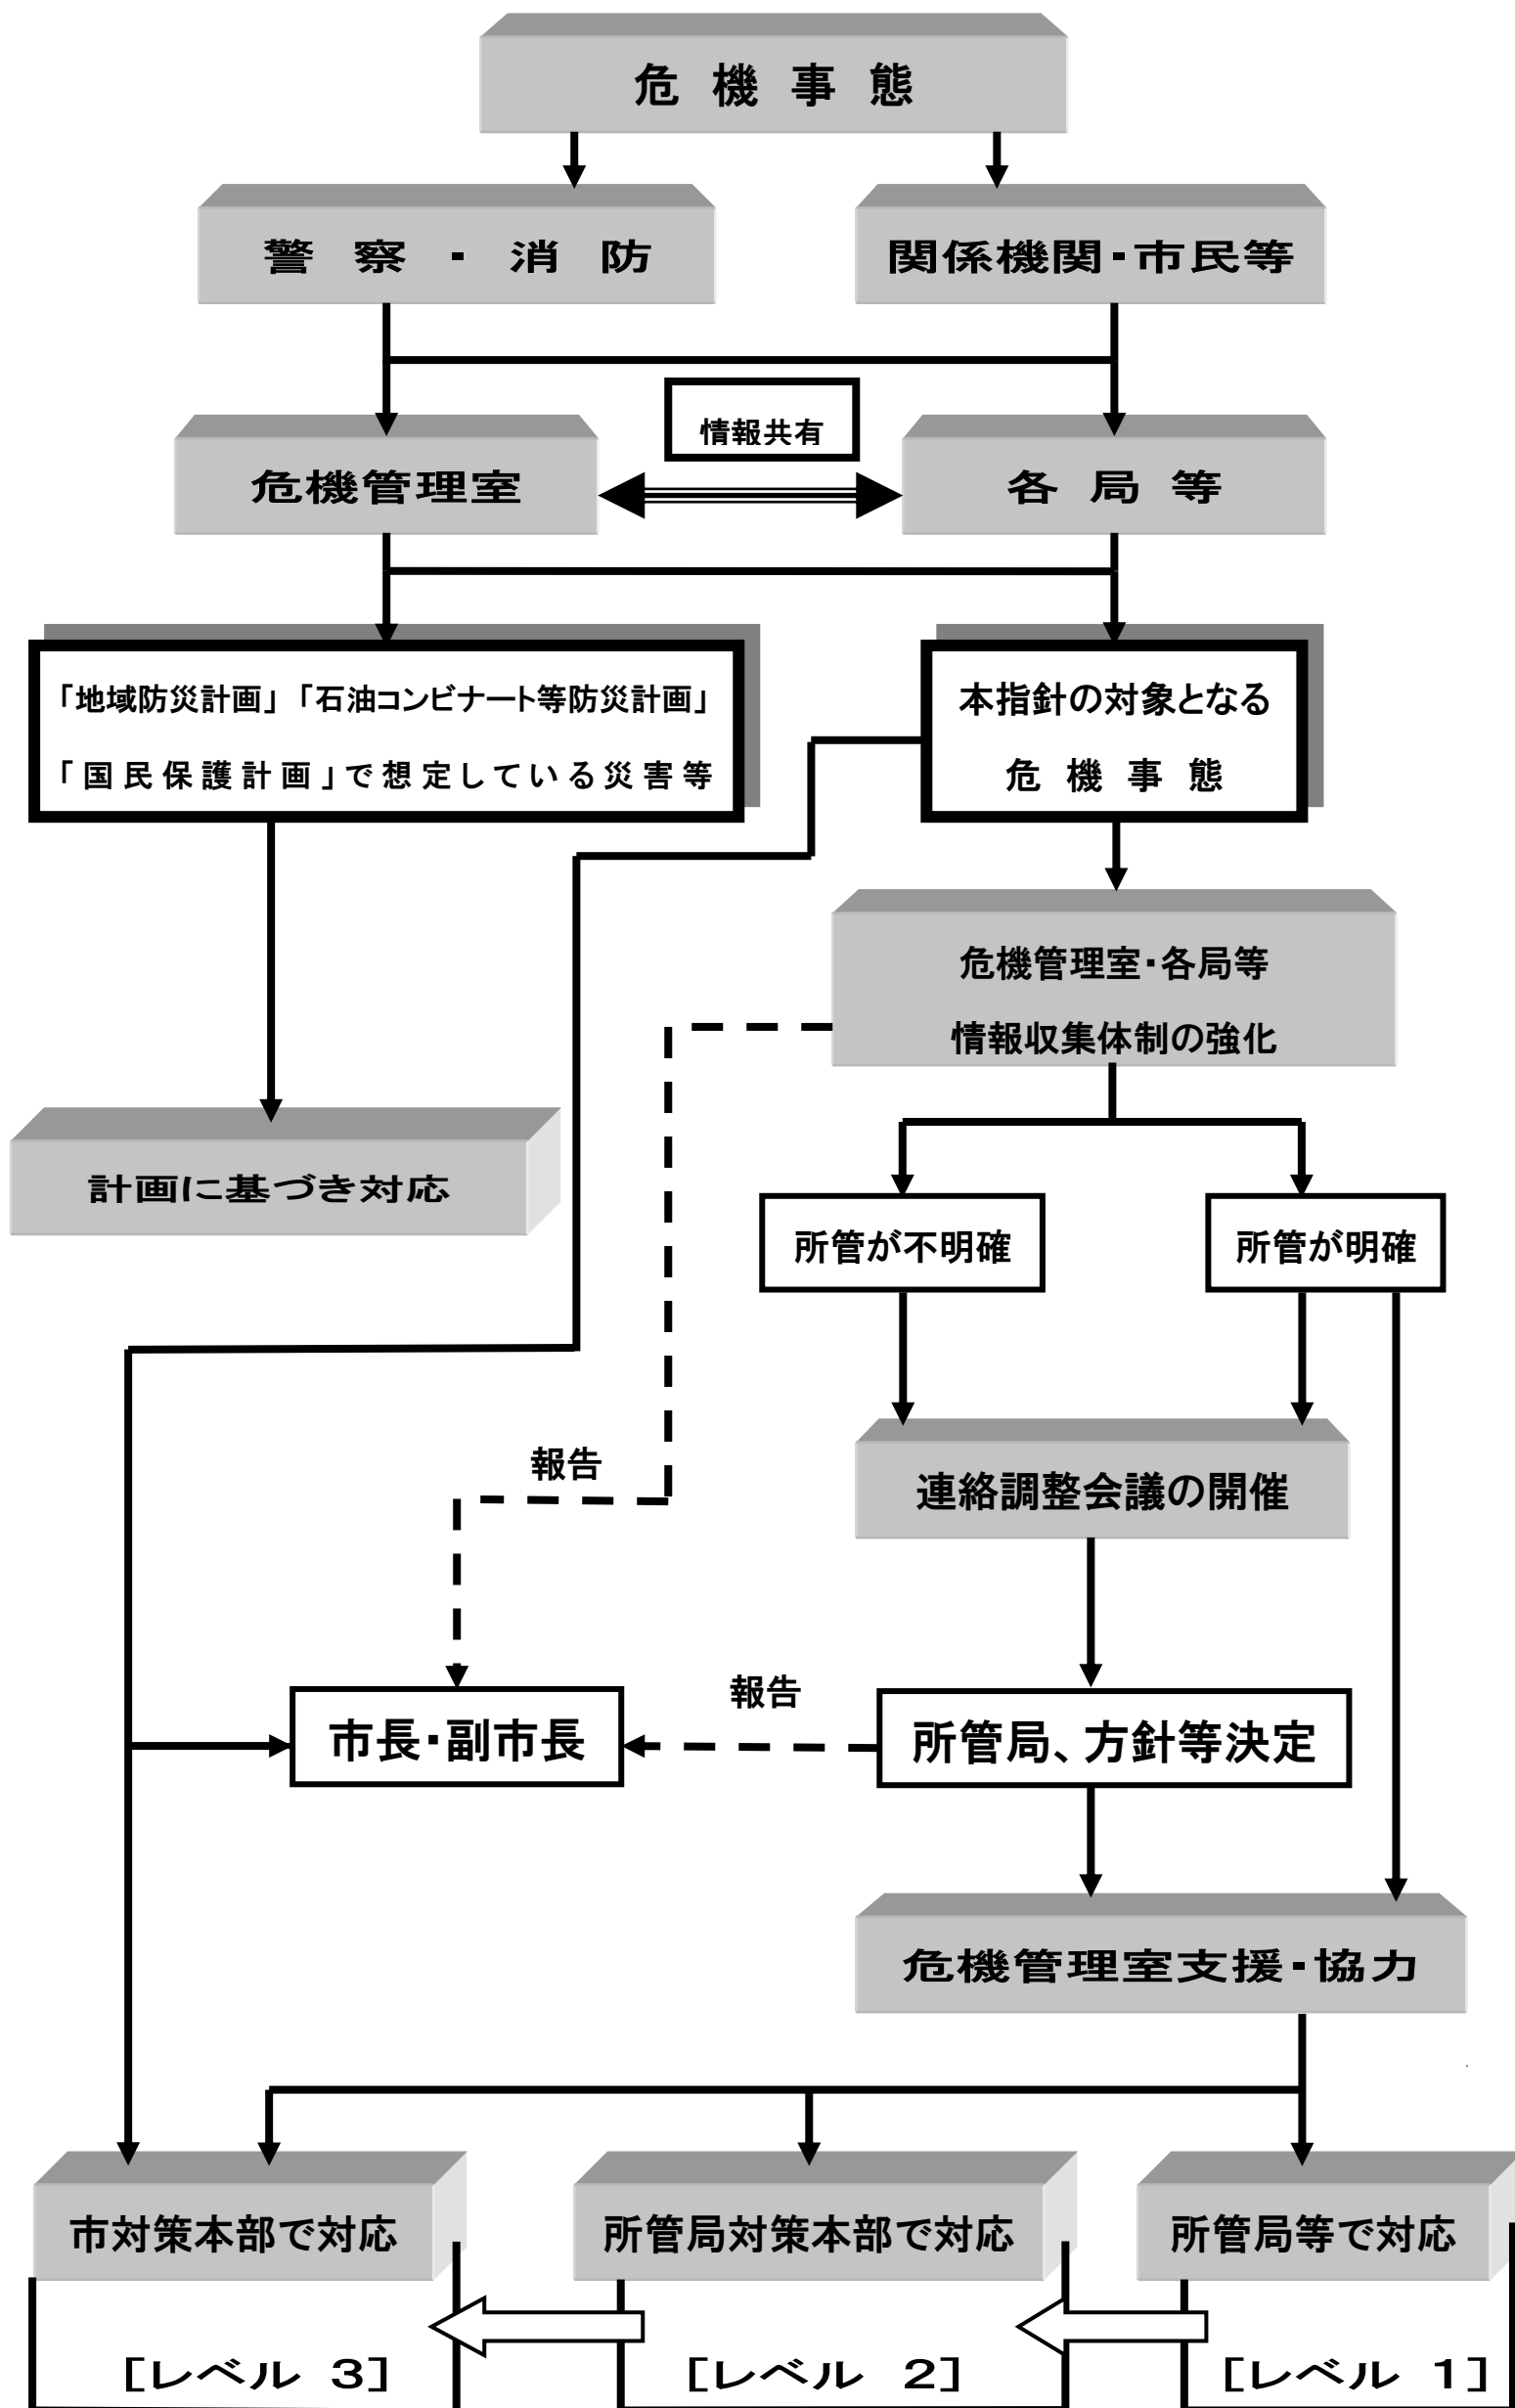 危機事態
警察・消防
関係機関・市民等
情報共有
危機管理室
各局等
「地域防災計画」「石油コンビナート等防災計画」
「国民保護計画」で想定している災害等
本指針の対象となる
危機事態
危機管理室・各局等
情報収集体制の強化
計画に基づき対応
所管が不明確
所管が明確
報告
連絡調整会議の開催
報告
市長・副市長
所管局、方針等決定
危機管理室支援・協力
市対策本部で対応
所管局対策本部で対応
所管局等で対応
[レベル 3]
[レベル 2]
[レベル 1]